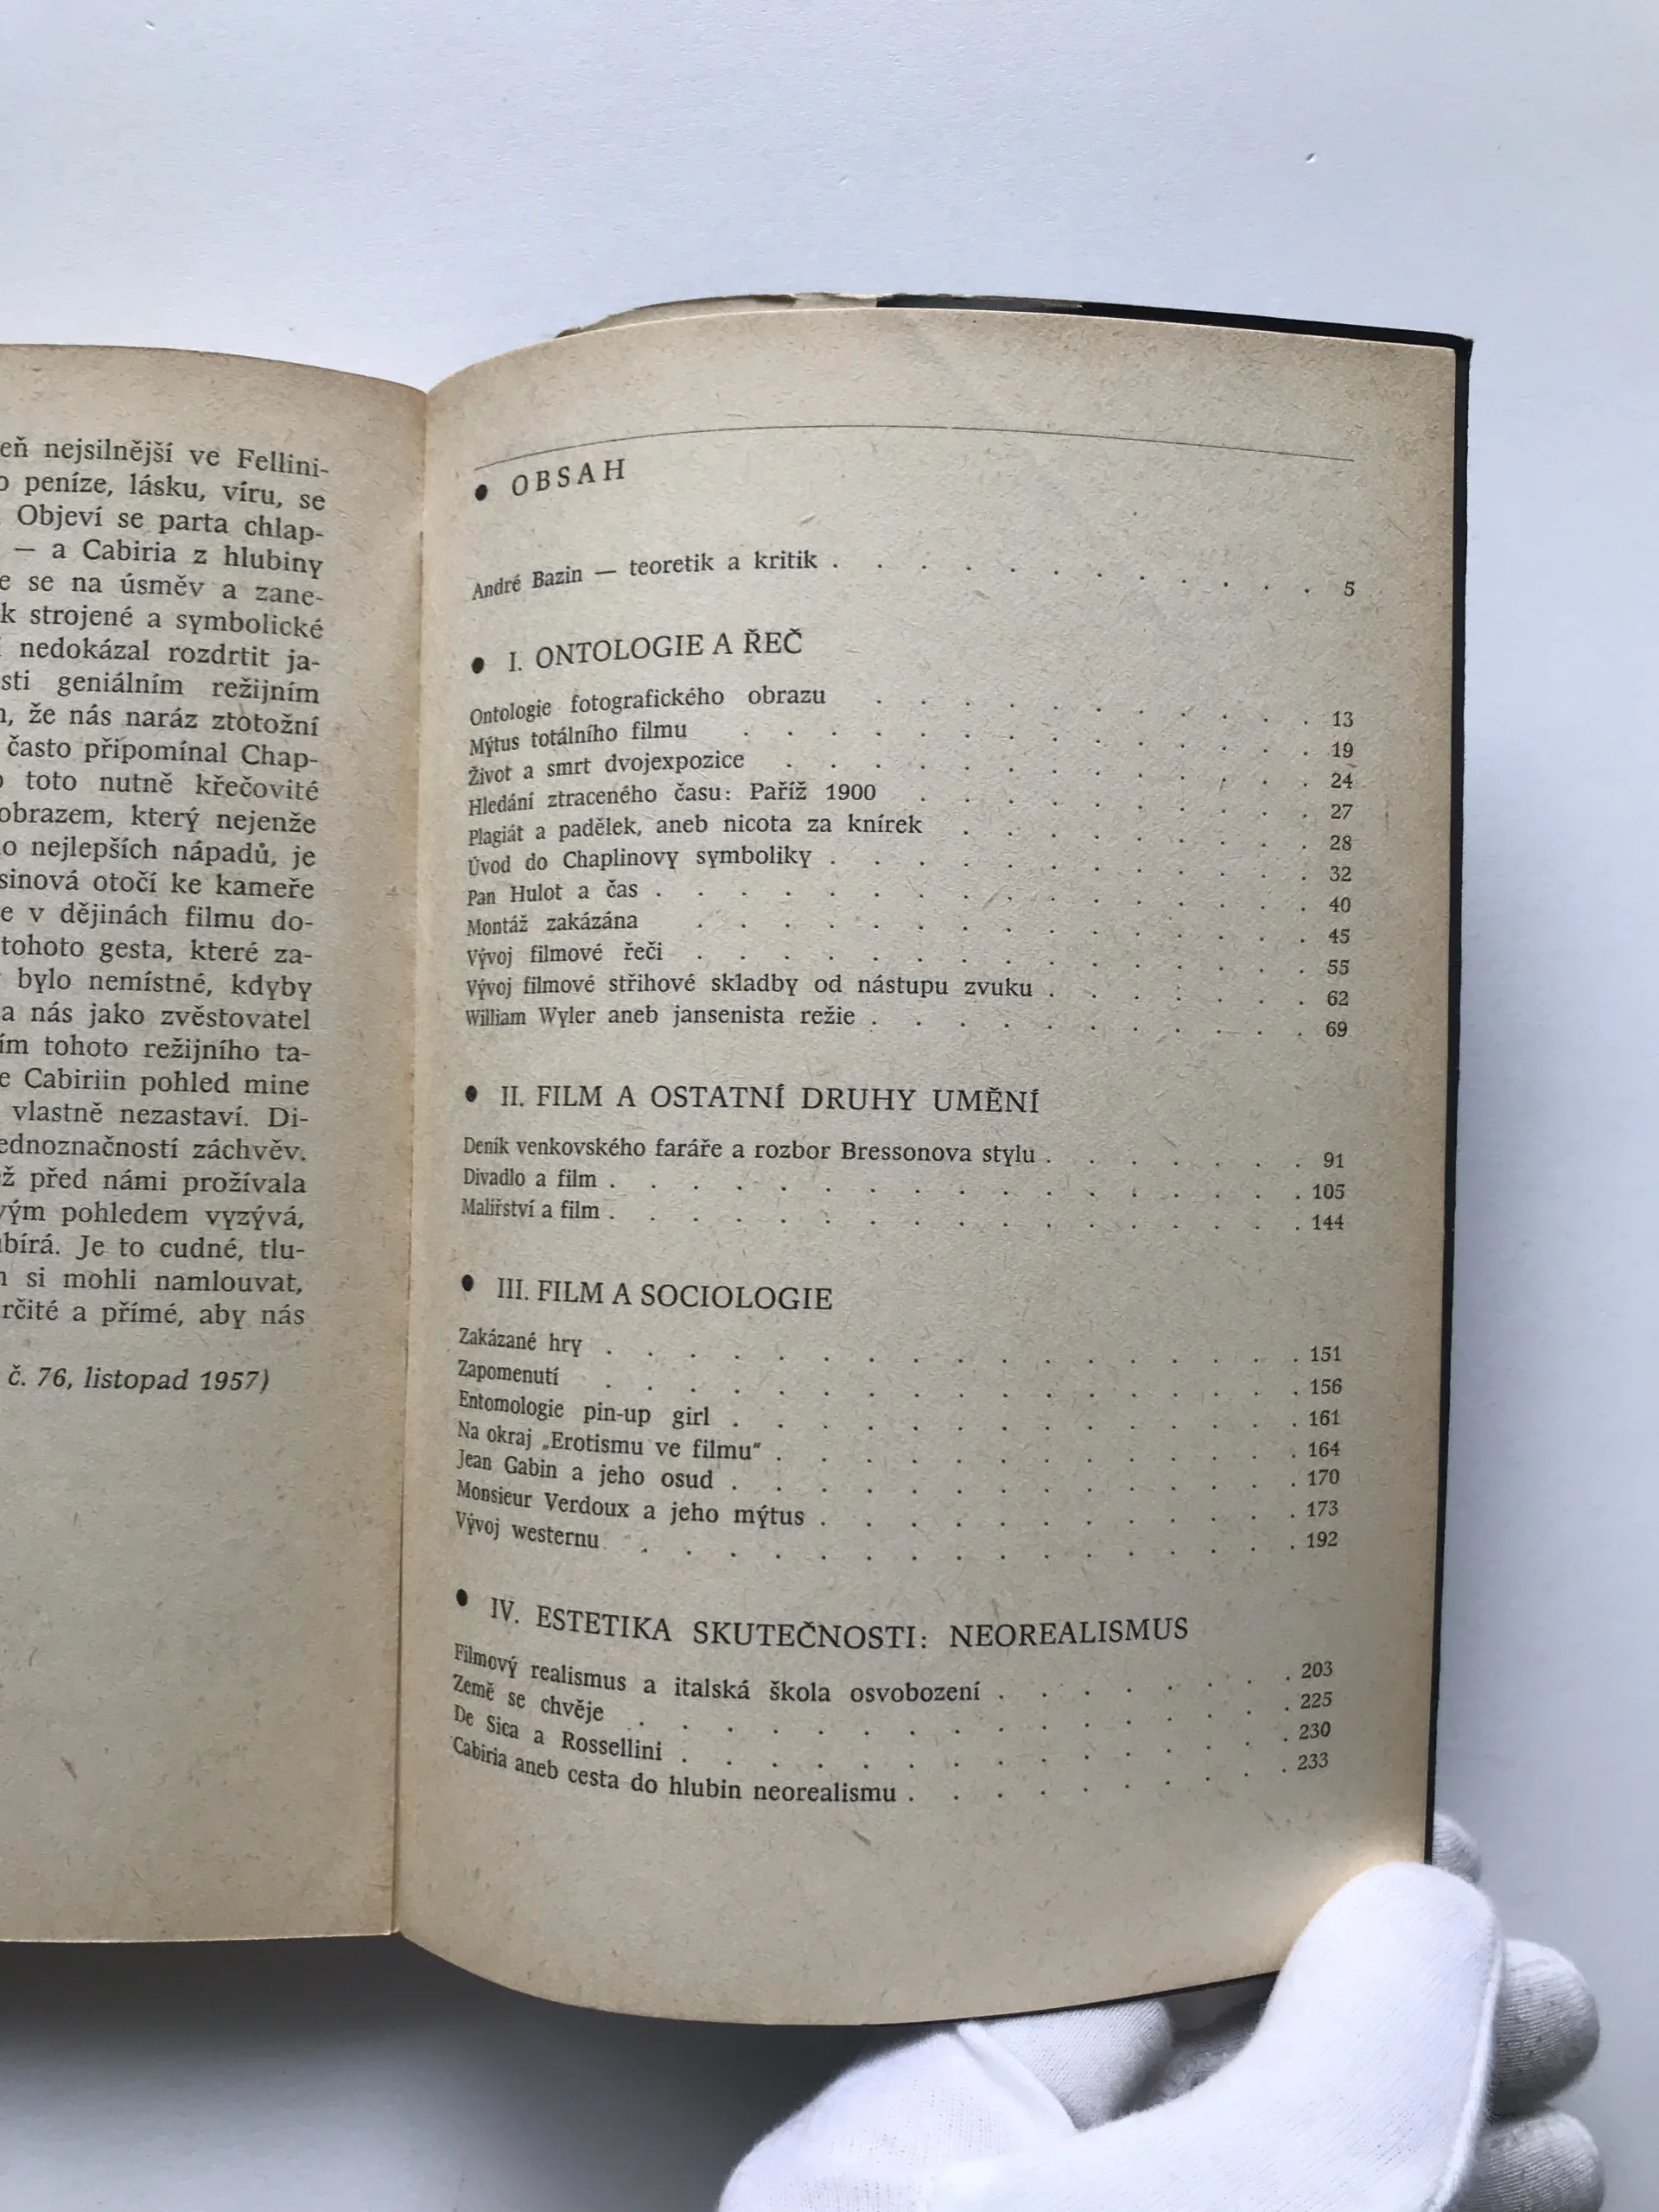 eň nejsilnější ve Fellini-
o peníze, lásku, víru, se
Objeví se parta chlap-
— a Cabiria z hlubiny
e se na úsměv a zane-
k strojené a symbolické
nedokázal rozdrtit ja-
sti geniálním režijním
, že nás naráz ztotožní
často připomínal Chap-
toto nutně křečovité
obrazem, který nejenže
o nejlepších nápadů, je
sinová otočí ke kameře
e v dějinách filmu do-
tohoto gesta, které za-
bylo nemístné, kdyby
a nás jako zvěstovatel
ím tohoto režijního ta-
e Cabiriin pohled mine
vlastně nezastaví. Di-
ednoznačností záchvěv.
ž před námi prožívala
vým pohledem vyzývá,
bírá. Je to cudné, tlu-
si mohli namlouvat,
rčité a přímé, aby nás
č. 76, listopad 1957)
● OBSAH
André Bazin — teoretik a kritik . . . . . . . . . . . . 5
● I. ONTOLOGIE A ŘEČ
Ontologie fotografického obrazu . . . . . . . . . . . 13
Mýtus totálního filmu . . . . . . . . . . . . . . 19
Život a smrt dvojexpozice . . . . . . . . . . . . . 24
Hledání ztraceného času: Paříž 1900 . . . . . . . . . . 27
Plagiát a padělek, aneb nicota za knírek . . . . . . . . . 28
Úvod do Chaplinovy symboliky . . . . . . . . . . . . 32
Pan Hulot a čas . . . . . . . . . . . . . . . . 40
Montáž zakázána . . . . . . . . . . . . . . . 45
Vývoj filmové řeči . . . . . . . . . . . . . . . 55
Vývoj filmové střihové skladby od nástupu zvuku . . . . . . . 62
William Wyler aneb jansenista režie . . . . . . . . . . . 69
● II. FILM A OSTATNÍ DRUHY UMĚNÍ
Deník venkovského faráře a rozbor Bressonova stylu . . . . . . . 91
Divadlo a film . . . . . . . . . . . . . . . . . 105
Malířství a film . . . . . . . . . . . . . . . . . 144
● III. FILM A SOCIOLOGIE
Zakázané hry . . . . . . . . . . . . . . . . . 151
Zapomenutí . . . . . . . . . . . . . . . . . 156
Entomologie pin-up girl . . . . . . . . . . . . . . 161
Na okraj „Erotismu ve filmu“ . . . . . . . . . . . . . 164
Jean Gabin a jeho osud . . . . . . . . . . . . . . 170
Monsieur Verdoux a jeho mýtus . . . . . . . . . . . . 173
Vývoj westernu . . . . . . . . . . . . . . . . 192
● IV. ESTETIKA SKUTEČNOSTI: NEOREALISMUS
Filmový realismus a italská škola osvobození . . . . . . . . 203
Země se chvěje . . . . . . . . . . . . . . . . 225
De Sica a Rossellini . . . . . . . . . . . . . . . 230
Cabiria aneb cesta do hlubin neorealismu . . . . . . . . . . 233